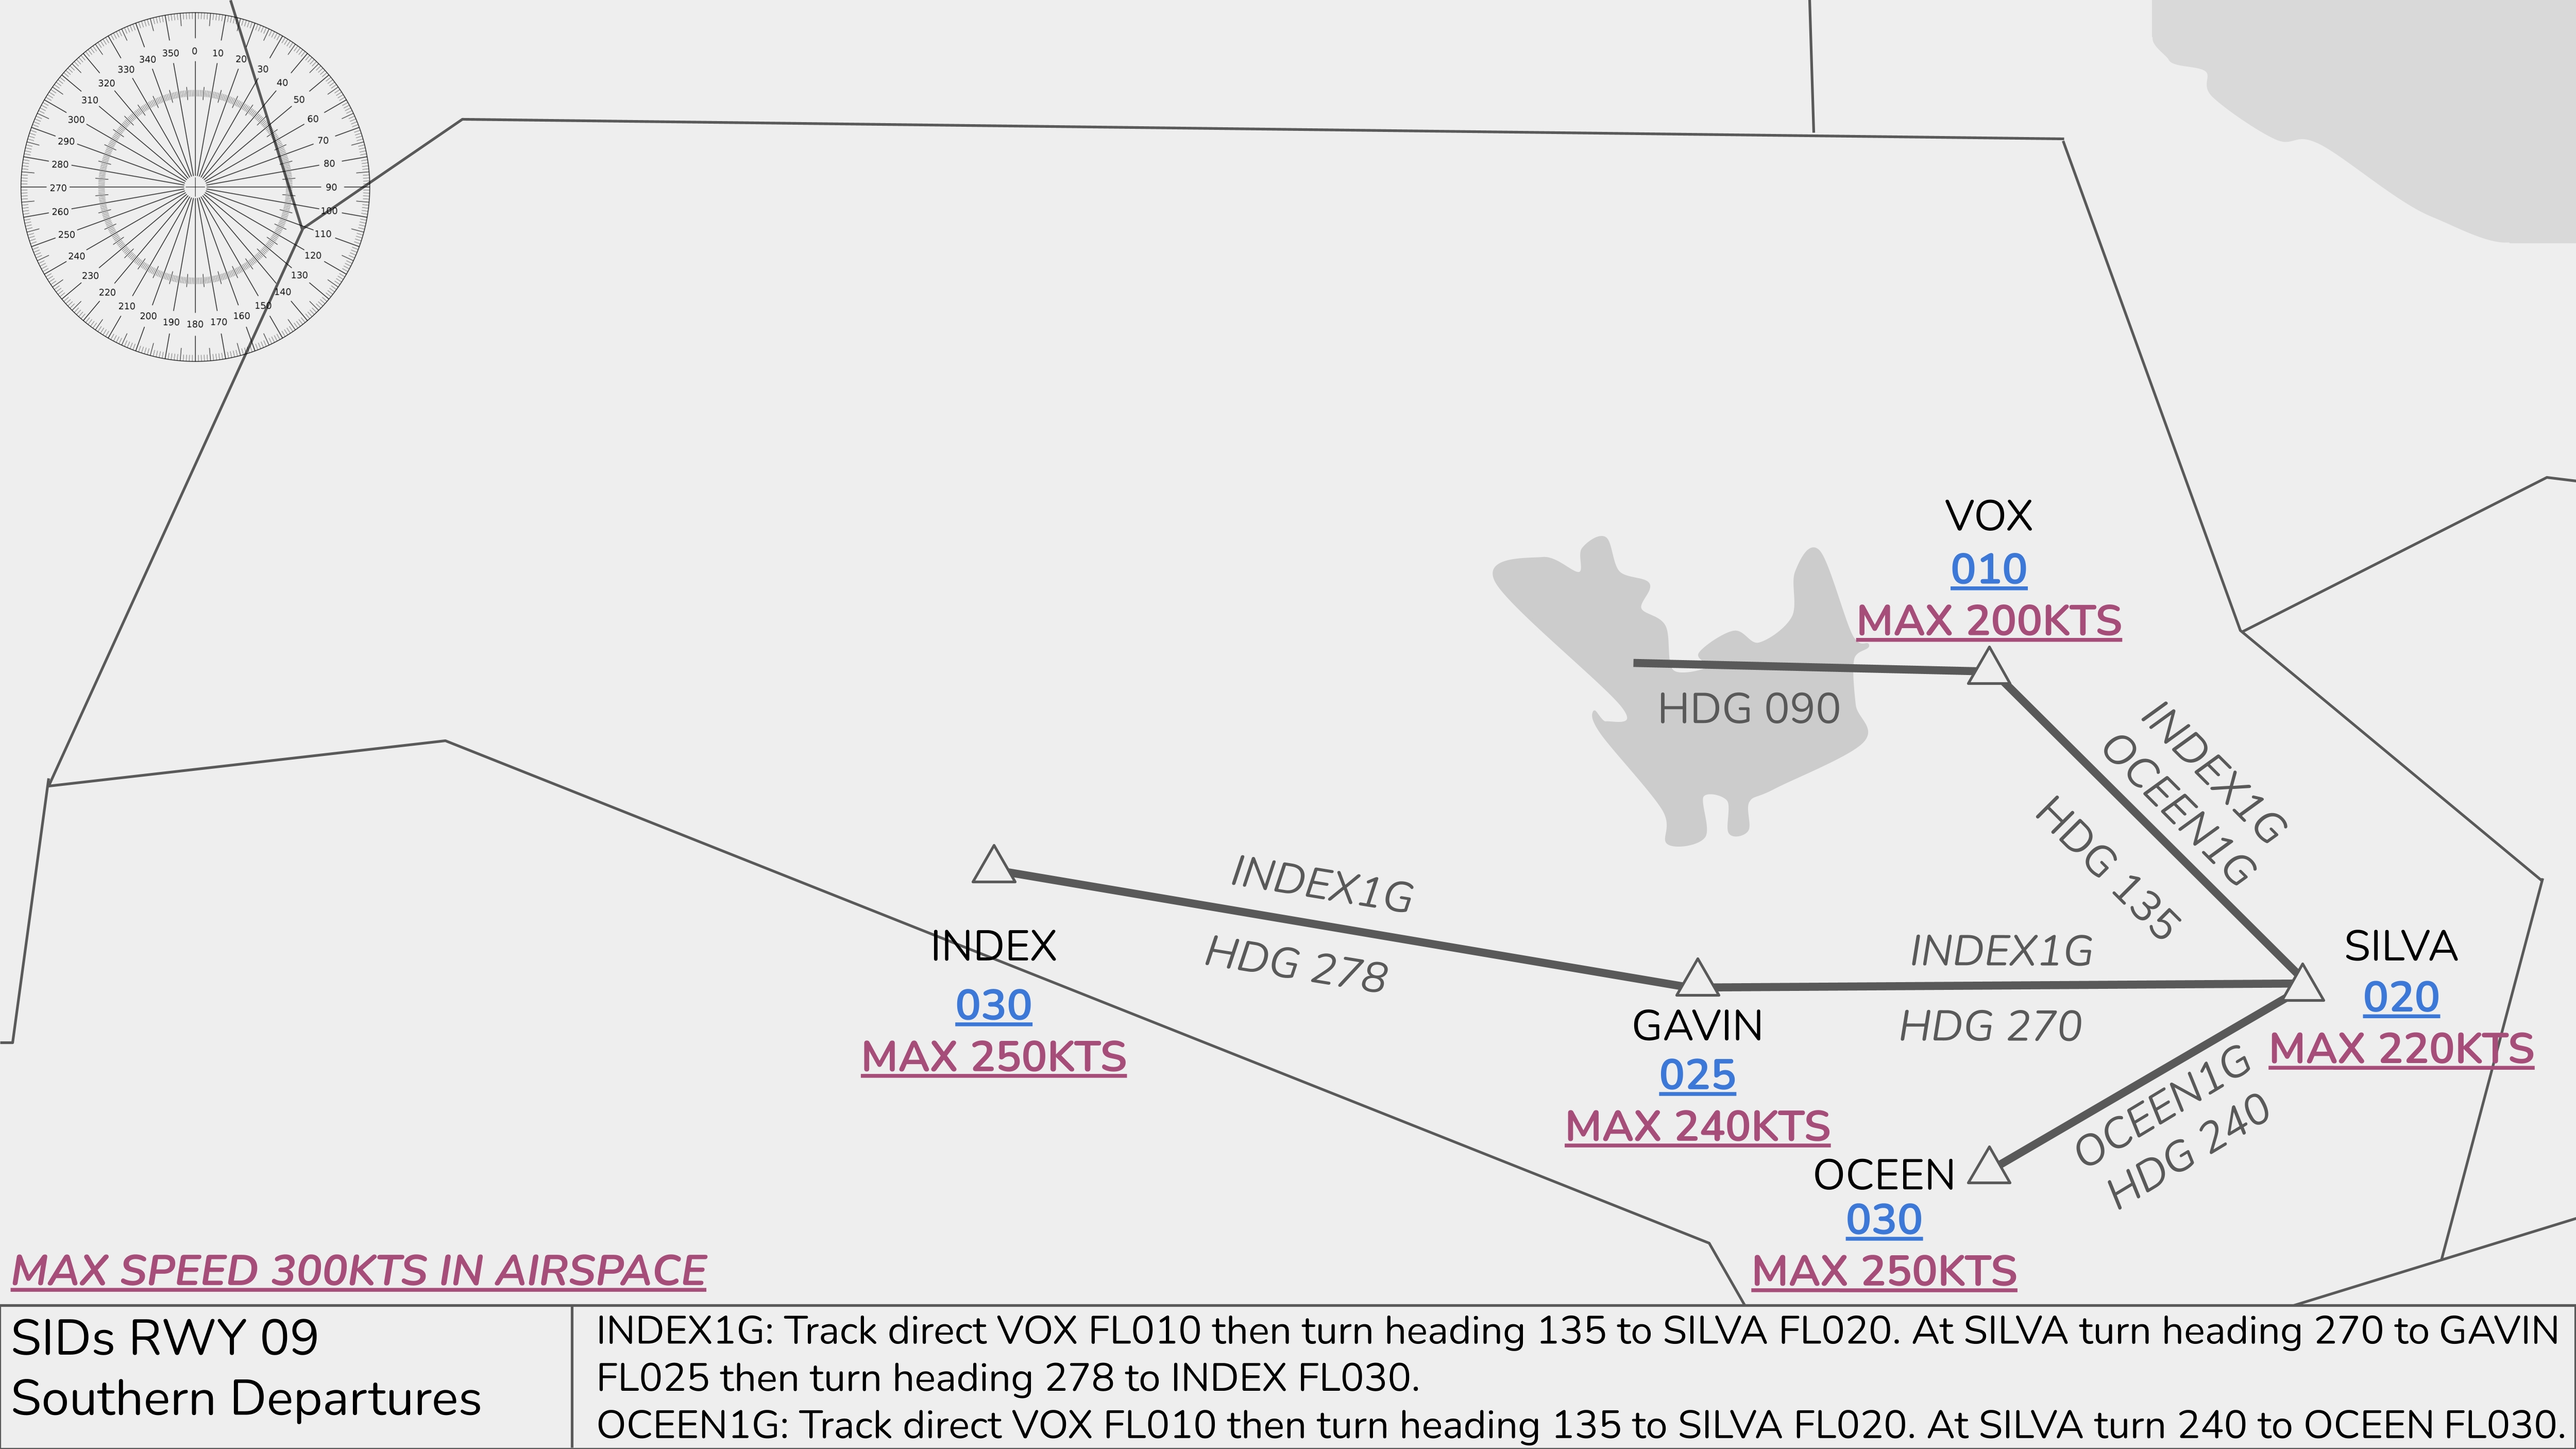 0
10
20
30
40
50
60
70
80
90
100
110
120
130
140
150
160
170
180
190
200
210
220
230
240
250
260
270
280
290
300
310
320
330
340
350
VOX
010
MAX 200KTS
HDG 090
INDEX1G
OCEEN1G
HDG 135
INDEX1G
HDG 278
INDEX
030
MAX 250KTS
INDEX1G
HDG 270
SILVA
020
MAX 220KTS
GAVIN
025
MAX 240KTS
OCEEN1G
HDG 240
OCEEN
030
MAX 250KTS
MAX SPEED 300KTS IN AIRSPACE
SIDs RWY 09
Southern Departures
INDEX1G: Track direct VOX FL010 then turn heading 135 to SILVA FL020. At SILVA turn heading 270 to GAVIN
FL025 then turn heading 278 to INDEX FL030.
OCEEN1G: Track direct VOX FL010 then turn heading 135 to SILVA FL020. At SILVA turn 240 to OCEEN FL030.